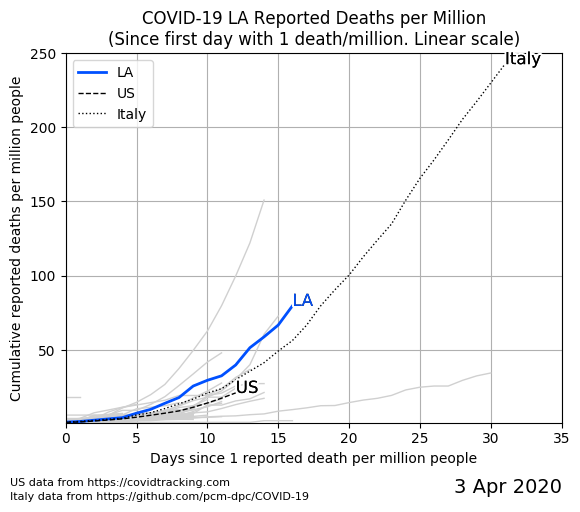 COVID-19 LA Reported Deaths per Million
(Since first day with 1 death/million. Linear scale)
Cumulative reported deaths per million people
250
200
150
100
50
LA
US
Italy
Italy
LA
US
0
5
10
15
20
25
30
35
Days since 1 reported death per million people
US data from https://covidtracking.com
Italy data from https://github.com/pcm-dpc/COVID-19
3 Apr 2020